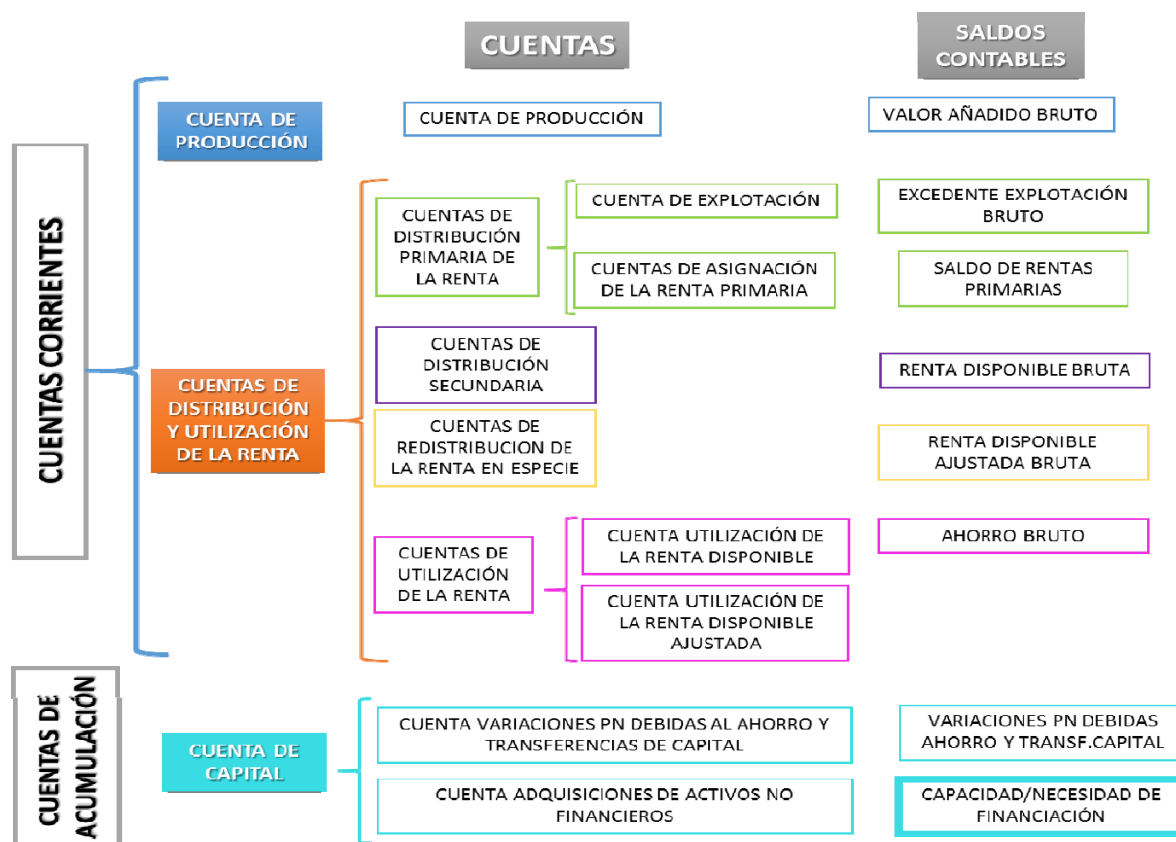 CUENTAS
SALDOS
CONTABLES
CUENTAS CORRIENTES
CUENTA DE
PRODUCCIÓN
CUENTA DE PRODUCCIÓN
VALOR AÑADIDO BRUTO
CUENTAS DE
DISTRIBUCIÓN
Y UTILIZACIÓN
DE LA RENTA
CUENTAS DE
DISTRIBUCIÓN
PRIMARIA DE
LA RENTA
CUENTA DE EXPLOTACIÓN
EXCEDENTE EXPLOTACIÓN
BRUTO
CUENTAS DE ASIGNACIÓN
DE LA RENTA PRIMARIA
SALDO DE RENTAS
PRIMARIAS
CUENTAS DE
DISTRIBUCIÓN
SECUNDARIA
RENTA DISPONIBLE BRUTA
CUENTAS DE
REDISTRIBUCION DE
LA RENTA EN ESPECIE
RENTA DISPONIBLE
AJUSTADA BRUTA
CUENTAS DE
UTILIZACIÓN
DE LA RENTA
CUENTA UTILIZACIÓN DE
LA RENTA DISPONIBLE
AHORRO BRUTO
CUENTA UTILIZACIÓN DE
LA RENTA DISPONIBLE
AJUSTADA
CUENTAS DE
ACUMULACIÓN
CUENTA DE
CAPITAL
CUENTA VARIACIONES PN DEBIDAS AL AHORRO Y
TRANSFERENCIAS DE CAPITAL
VARIACIONES PN DEBIDAS
AHORRO Y TRANSF.CAPITAL
CUENTA ADQUISICIONES DE ACTIVOS NO
FINANCIEROS
CAPACIDAD/NECESIDAD DE
FINANCIACIÓN